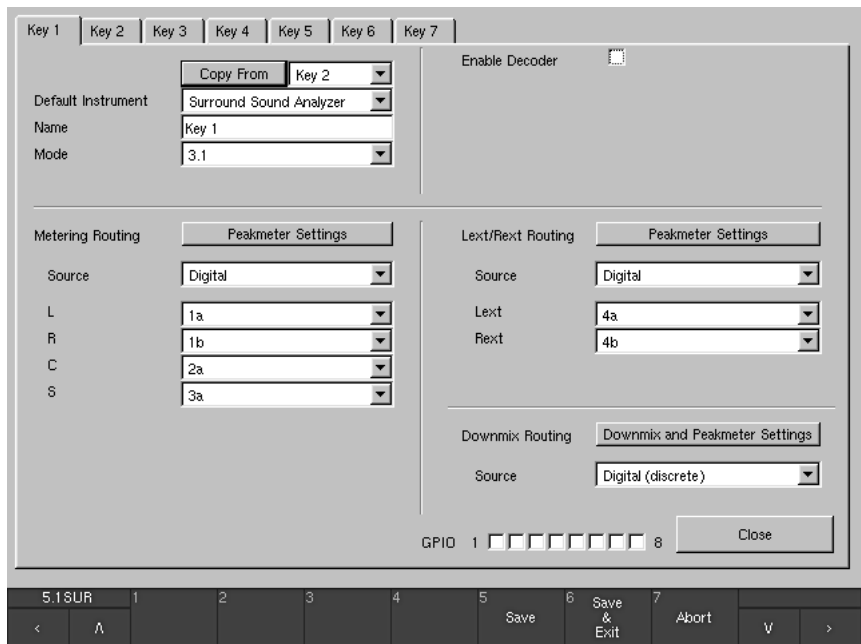 Key 1 Key 2 Key 3 Key 4 Key 5 Key 6 Key 7
Copy From Key 2
Default Instrument Surround Sound Analyzer
Name Key 1
Mode 3.1
Enable Decoder
Metering Routing Peakmeter Settings
Source Digital
L 1a
R 1b
C 2a
S 3a
Lext/Rext Routing Peakmeter Settings
Source Digital
Lext 4a
Rext 4b
Downmix Routing Downmix and Peakmeter Settings
Source Digital (discrete)
GPIO 1 8 Close
5.1SUR 1 2 3 4 5 Save 6 Save & Exit 7 Abort
< Λ V >